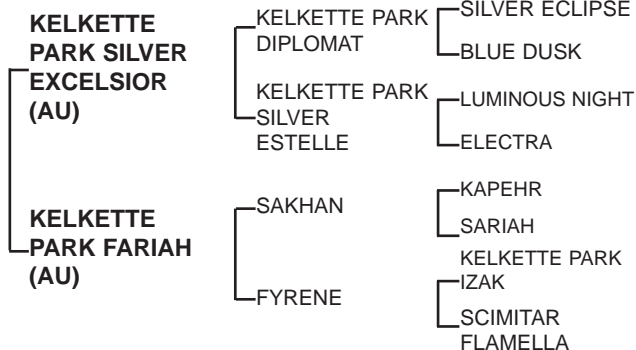 KELKETTE
PARK SILVER
EXCELSIOR
(AU)
KELKETTE PARK
DIPLOMAT
SILVER ECLIPSE
BLUE DUSK
KELKETTE PARK
SILVER
ESTELLE
LUMINOUS NIGHT
ELECTRA
KELKETTE
PARK FARIAH
(AU)
SAKHAN
KAPEHR
SARIAH
FYRENE
KELKETTE PARK
IZAK
SCIMITAR
FLAMELLA